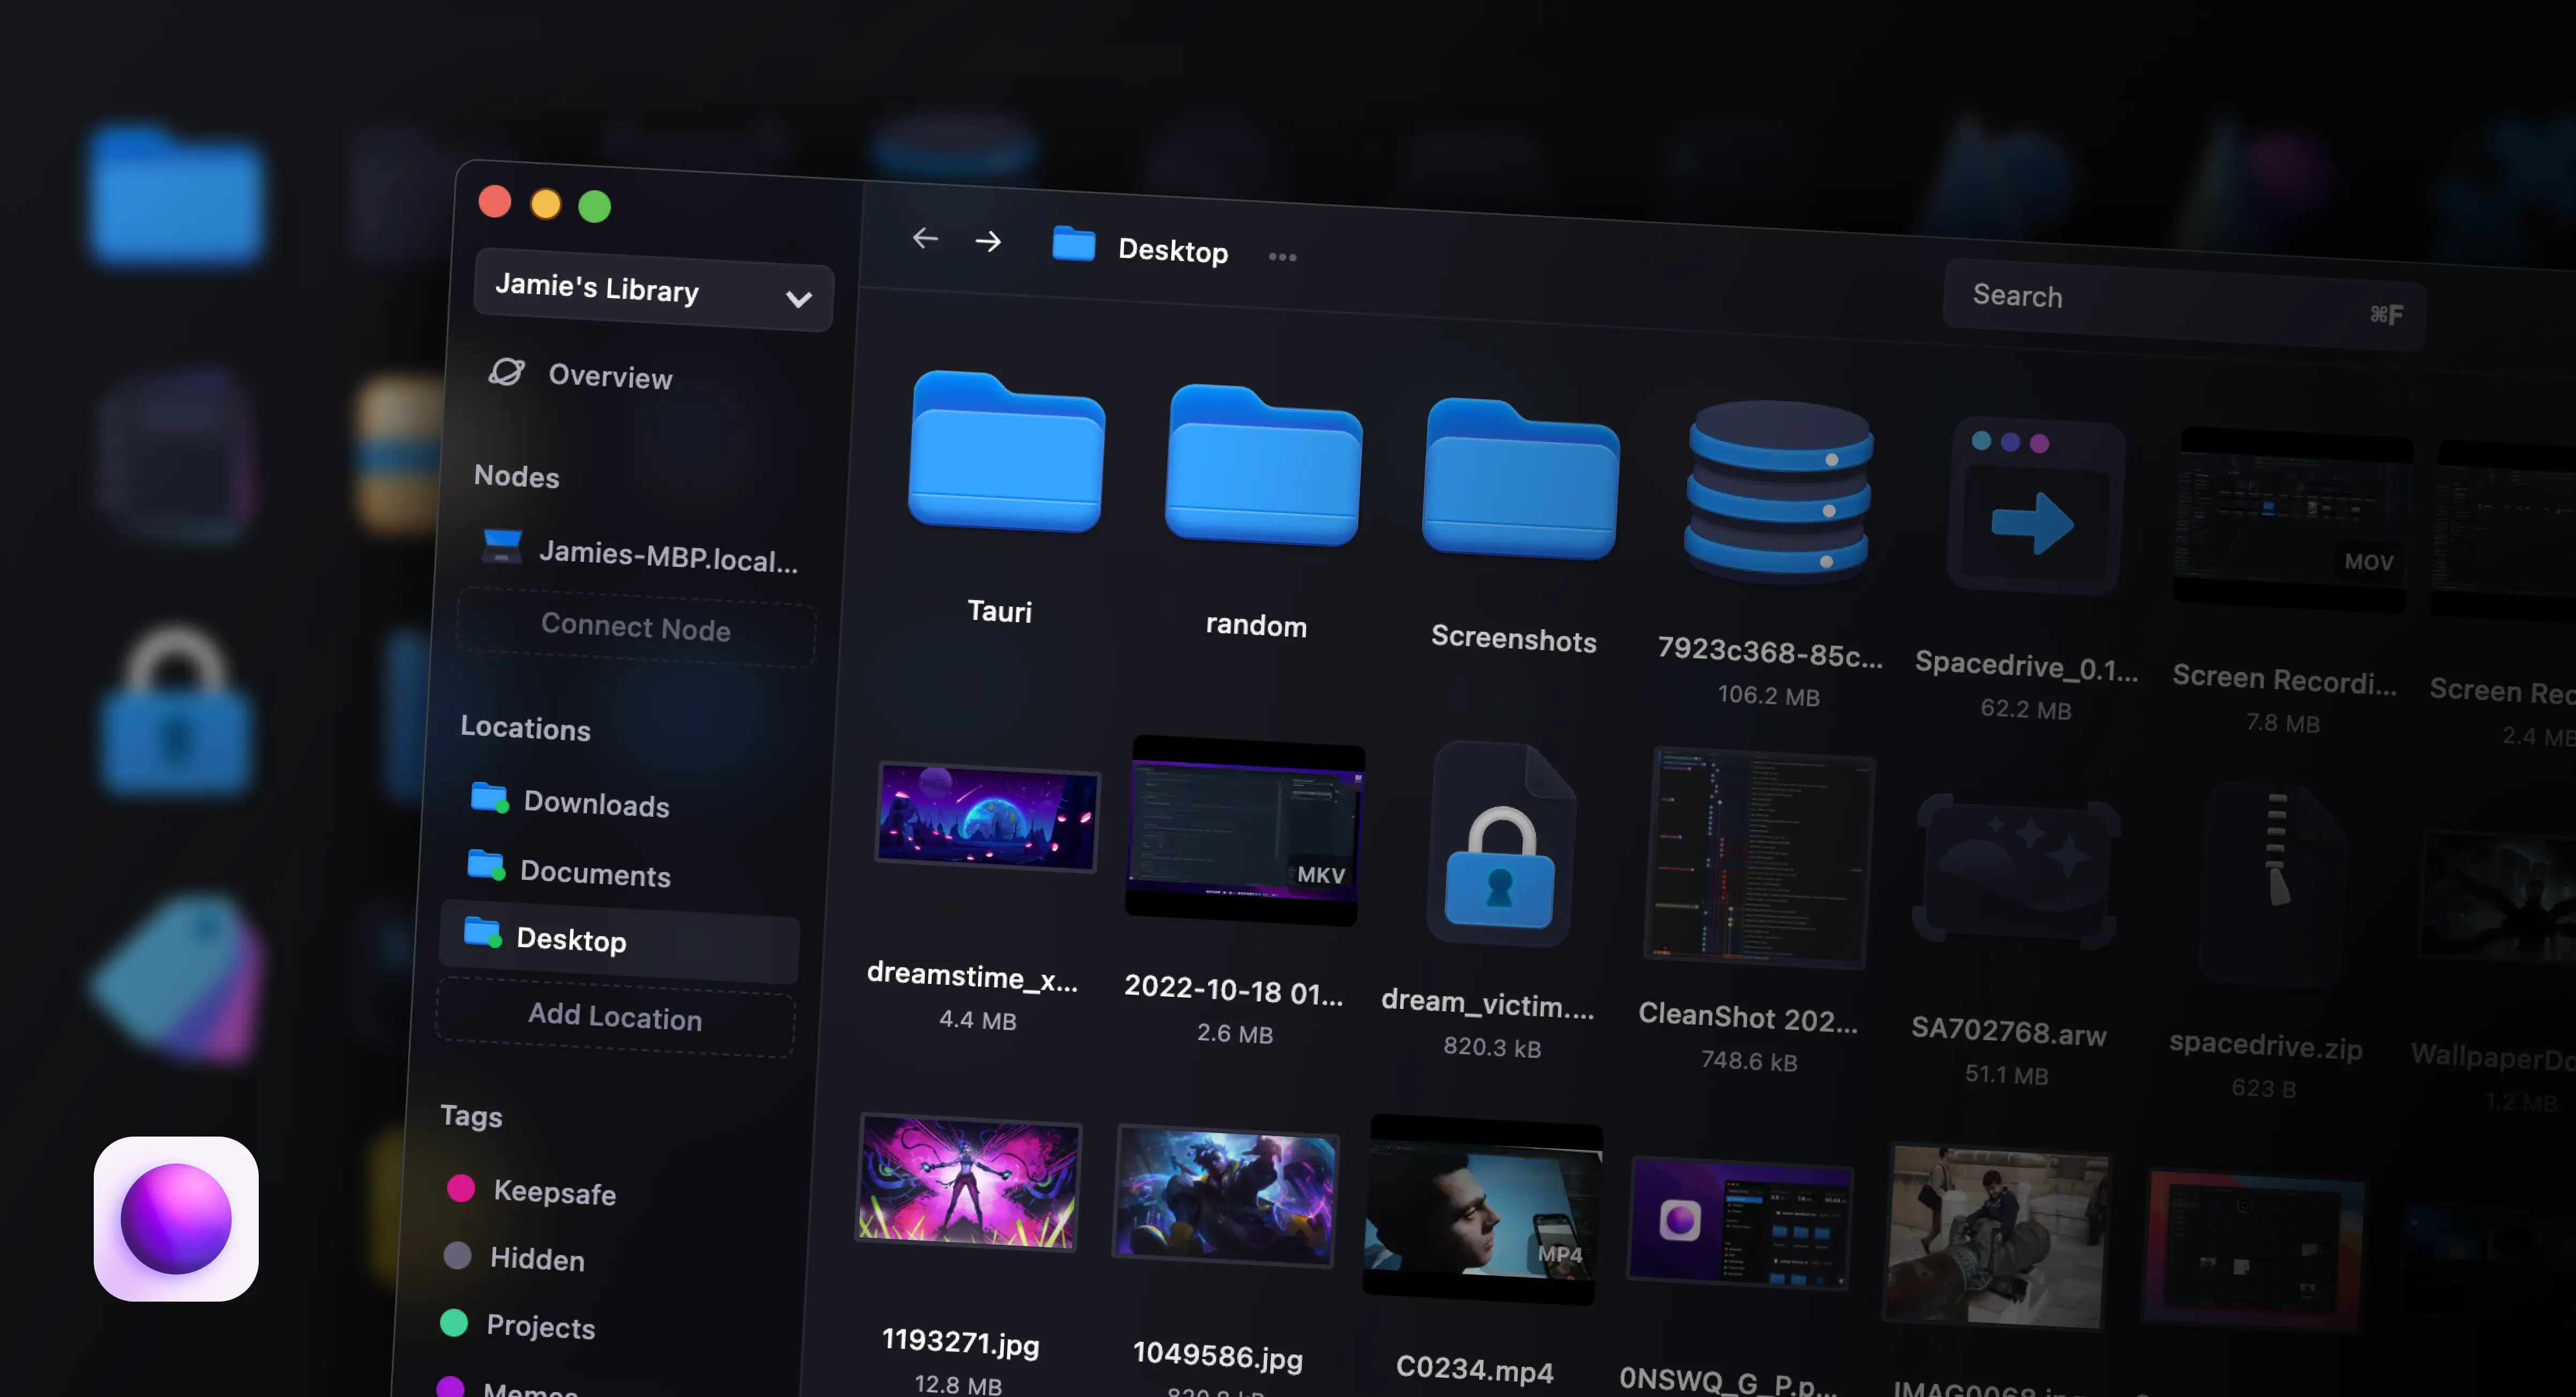 Jamie's Library
Overview
Nodes
Jamies-MBP.local...
Connect Node
Locations
Downloads
Documents
Desktop
Add Location
Tags
Keepsafe
Hidden
Projects
Memes
Desktop
Search
⌘F
Tauri
random
Screenshots
7923c368-85c...
106.2 MB
Spacedrive_0.1...
62.2 MB
MOV
Screen Recordi...
7.8 MB
Screen Rec
2.4 MB
dreamstime_x...
4.4 MB
MKV
2022-10-18 01...
2.6 MB
dream_victim....
820.3 kB
CleanShot 202...
748.6 kB
SA702768.arw
51.1 MB
spacedrive.zip
623 B
WallpaperDo
1.2 MB
1193271.jpg
12.8 MB
1049586.jpg
MP4
C0234.mp4
0NSWQ_G_P.p...